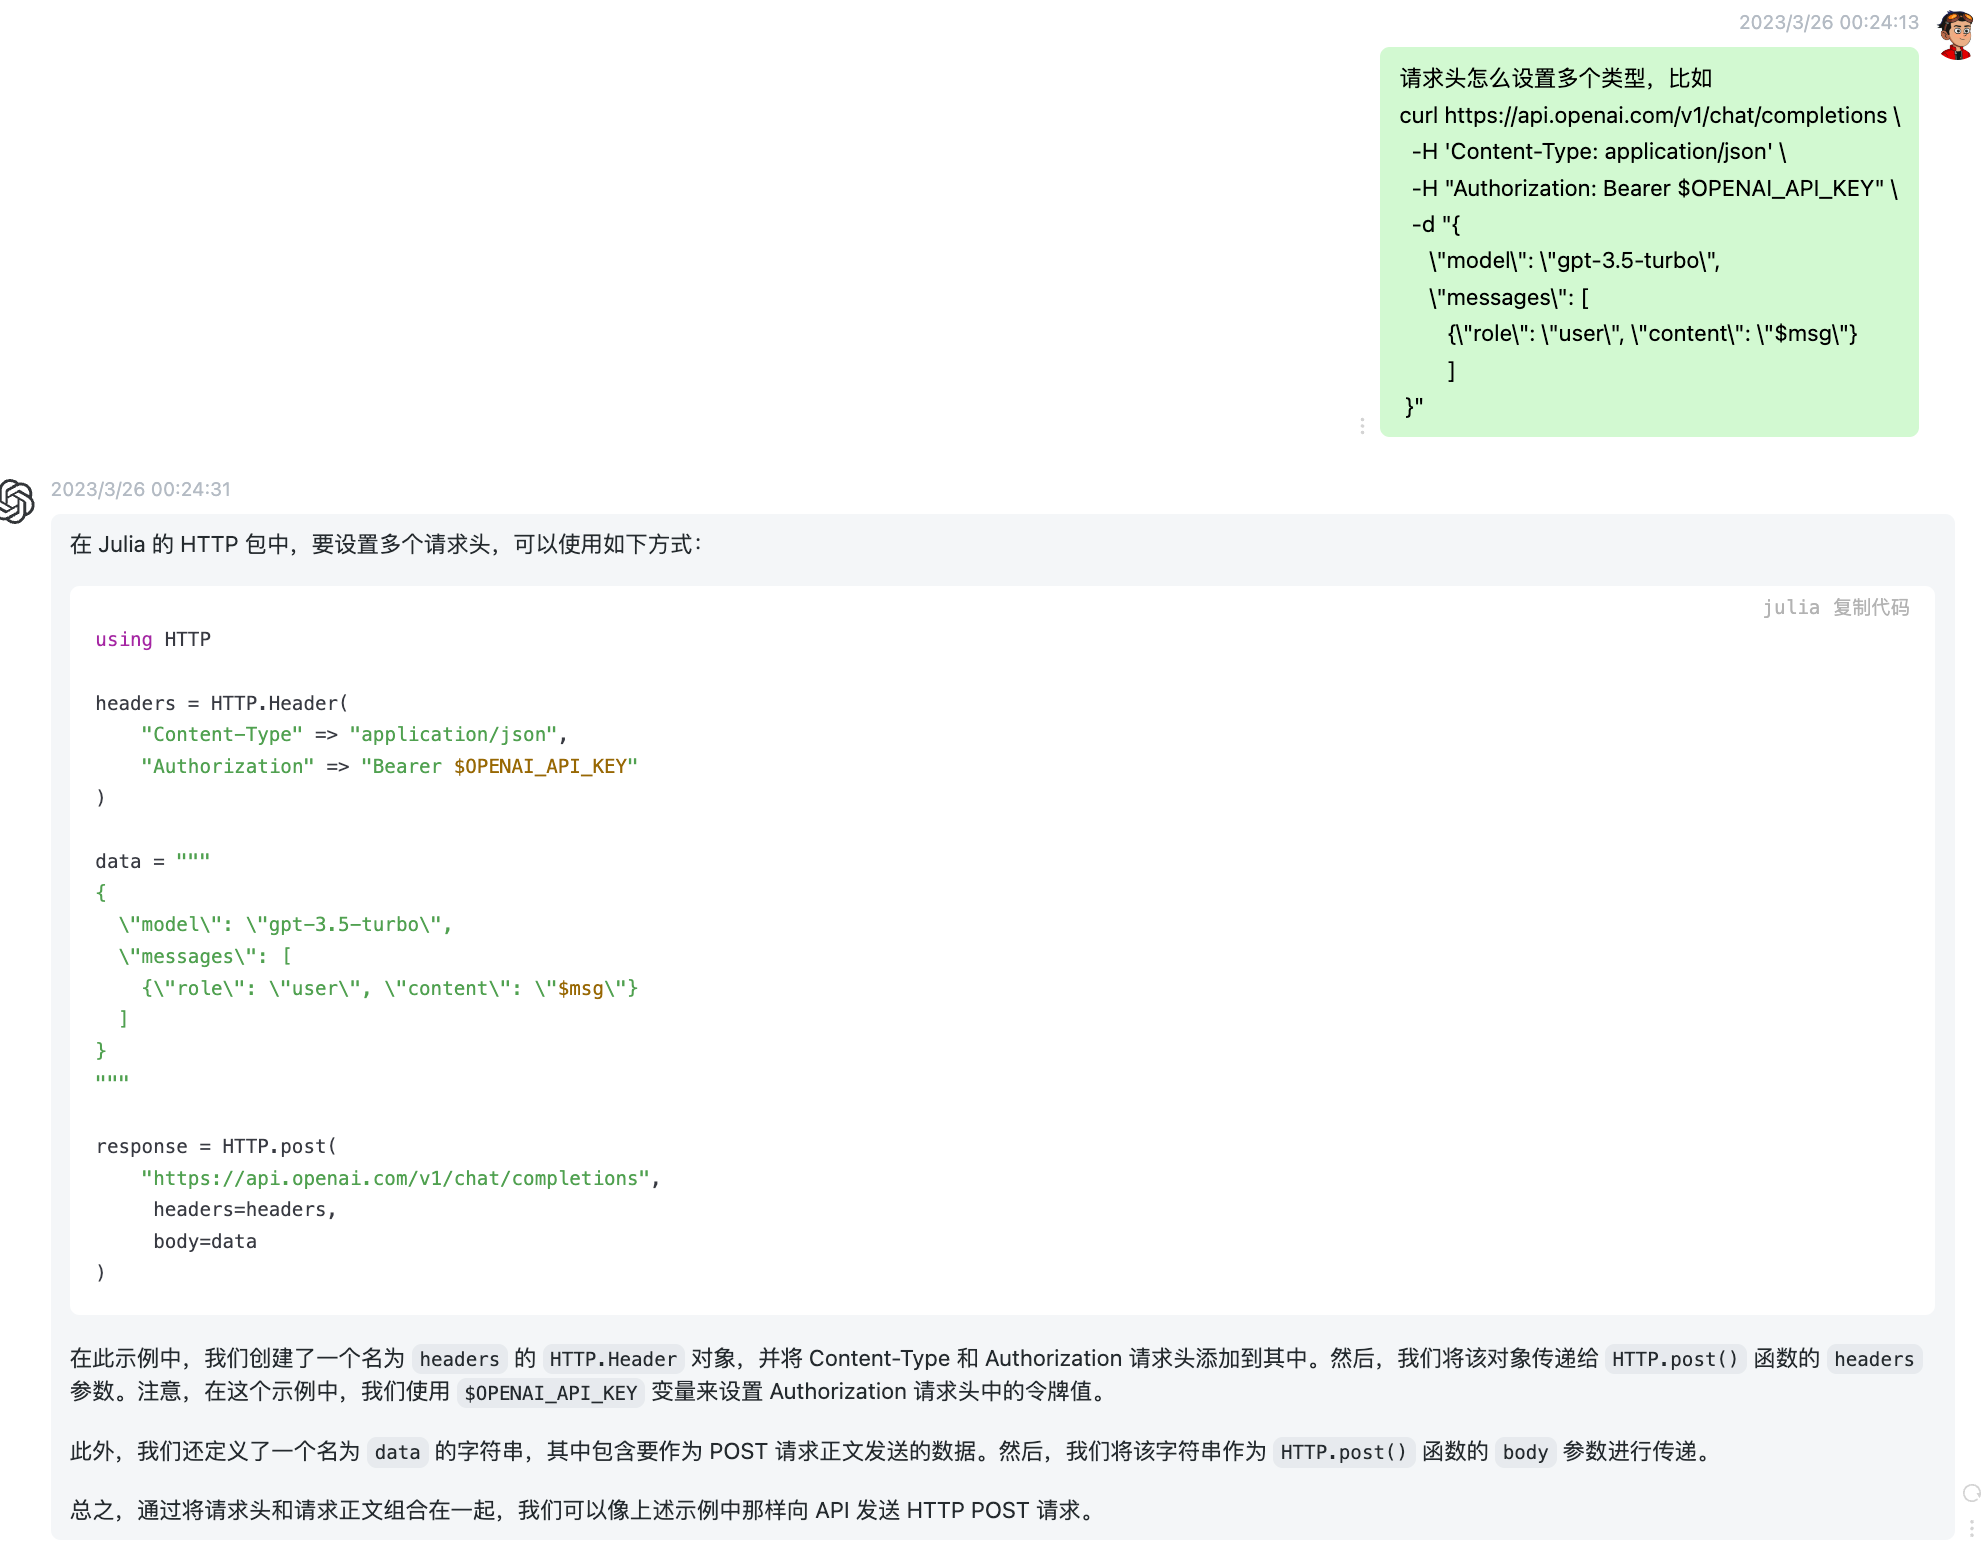 2023/3/26 00:24:13
请求头怎么设置多个类型，比如
curl https://api.openai.com/v1/chat/completions \
  -H 'Content-Type: application/json' \
  -H "Authorization: Bearer $OPENAI_API_KEY" \
  -d "{
     \"model\": \"gpt-3.5-turbo\",
     \"messages\": [
        {\"role\": \"user\", \"content\": \"$msg\"}
        ]
 }"
2023/3/26 00:24:31
在 Julia 的 HTTP 包中，要设置多个请求头，可以使用如下方式：
julia 复制代码
using HTTP
headers = HTTP.Header(
    "Content-Type" => "application/json",
    "Authorization" => "Bearer $OPENAI_API_KEY"
)
data = """
{
  \"model\": \"gpt-3.5-turbo\",
  \"messages\": [
    {\"role\": \"user\", \"content\": \"$msg\"}
  ]
}
"""
response = HTTP.post(
    "https://api.openai.com/v1/chat/completions",
     headers=headers,
     body=data
)
在此示例中，我们创建了一个名为 headers 的 HTTP.Header 对象，并将 Content-Type 和 Authorization 请求头添加到其中。然后，我们将该对象传递给 HTTP.post() 函数的 headers
参数。注意，在这个示例中，我们使用 $OPENAI_API_KEY 变量来设置 Authorization 请求头中的令牌值。
此外，我们还定义了一个名为 data 的字符串，其中包含要作为 POST 请求正文发送的数据。然后，我们将该字符串作为 HTTP.post() 函数的 body 参数进行传递。
总之，通过将请求头和请求正文组合在一起，我们可以像上述示例中那样向 API 发送 HTTP POST 请求。